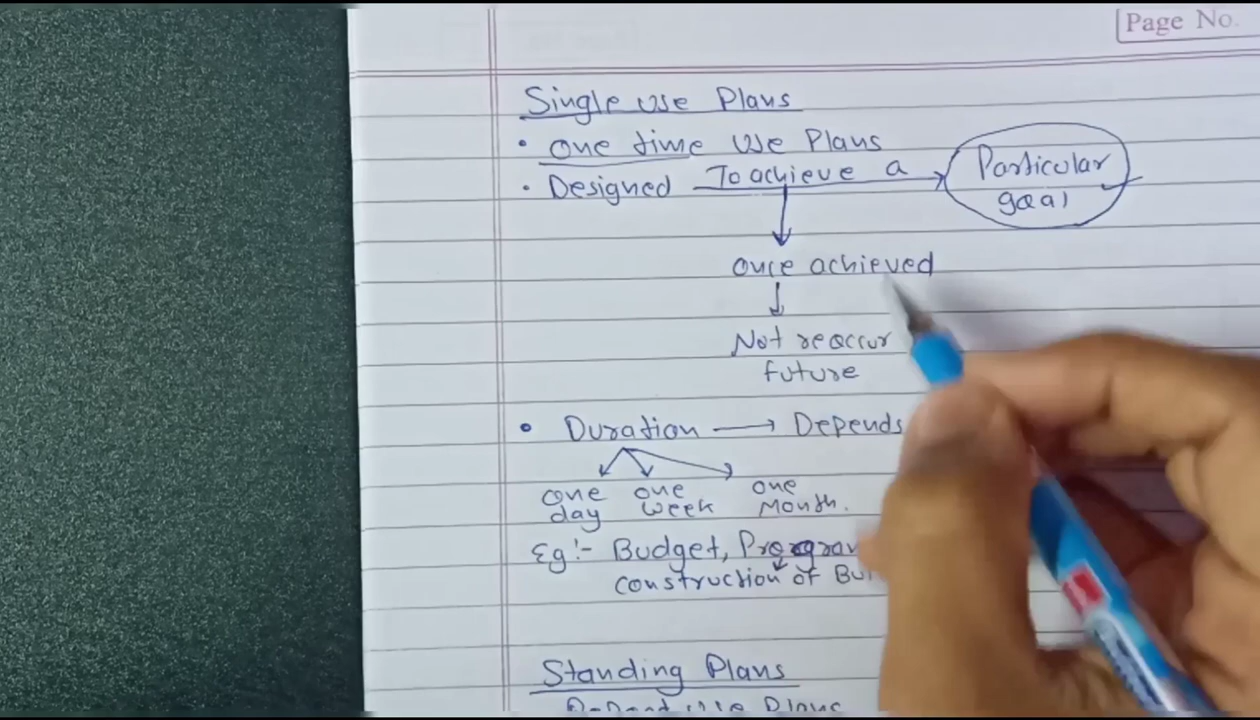 Page No.
Single use Plans
• One time Use Plans
• Designed To achieve a → Particular goal
once achieved
Not reoccur
future
• Duration → Depends
one day one week one Month.
Eg:- Budget, Program
construction of
Standing Plans
Plans